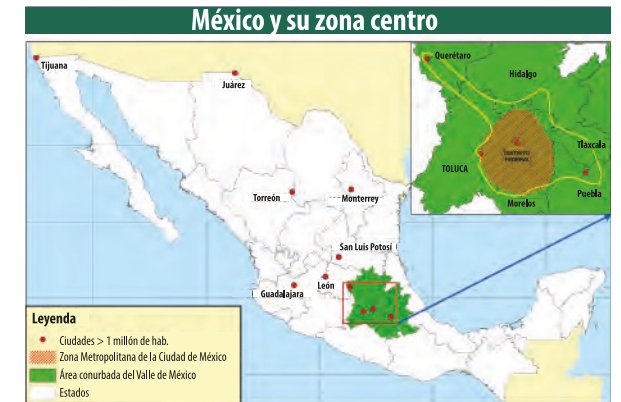 México y su zona centro
Tijuana
Juárez
Torreón
Monterrey
San Luis Potosí
León
Guadalajara
Querétaro
Hidalgo
Tlaxcala
DISTRITO
FEDERAL
TOLUCA
Puebla
Morelos
Leyenda
Ciudades > 1 millón de hab.
Zona Metropolitana de la Ciudad de México
Área conurbada del Valle de México
Estados